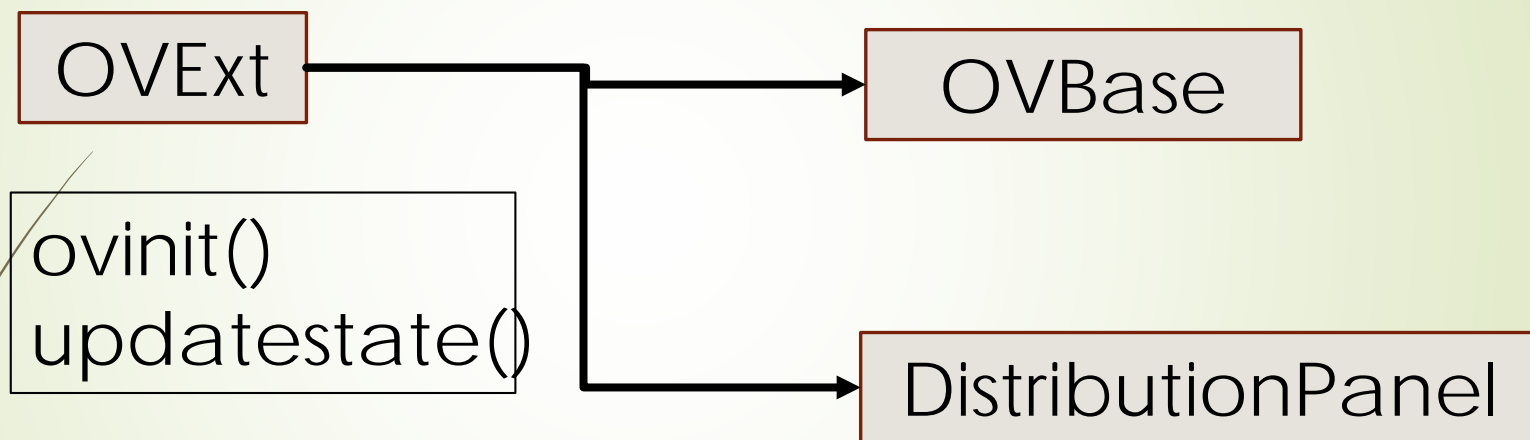 OVExt
OVBase
ovinit()
updatestate()
DistributionPanel